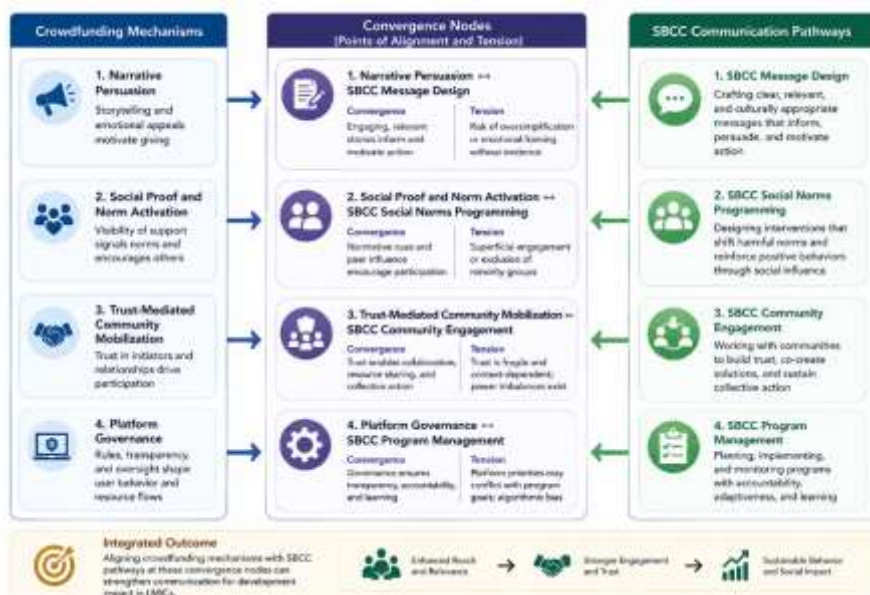 Crowdfunding Mechanisms
1. Narrative
Persuasion
Storytelling and
emotional appeals
motivate giving
2. Social Proof and
Norm Activation
Visibility of support
signals norms and
encourages others
3. Trust-Mediated
Community
Mobilization
Trust in initiators and
relationships drive
participation
4. Platform
Governance
Rules, transparency,
and oversight shape
user behavior and
resource flows
Convergence Nodes
(Points of Alignment and Tension)
1. Narrative Persuasion ↔
SBCC Message Design
Convergence
Engaging, relevant
stories inform and
motivate action
Tension
Risk of oversimplification
or emotional framing
without evidence
2. Social Proof and Norm Activation ↔
SBCC Social Norms Programming
Convergence
Normative cues and
peer influence
encourage participation
Tension
Superficial engagement
or exclusion of
minority groups
3. Trust-Mediated Community Mobilization ↔
SBCC Community Engagement
Convergence
Trust enables collaboration,
resource sharing, and
collective action
Tension
Trust is fragile and
context-dependent;
power imbalances exist
4. Platform Governance ↔
SBCC Program Management
Convergence
Governance ensures
transparency, accountability,
and learning
Tension
Platform priorities may
conflict with program
goals; algorithmic bias
SBCC Communication Pathways
1. SBCC Message Design
Crafting clear, relevant,
and culturally appropriate
messages that inform,
persuade, and motivate
action
2. SBCC Social Norms
Programming
Designing interventions that
shift harmful norms and
reinforce positive behaviors
through social influence
3. SBCC Community
Engagement
Working with communities
to build trust, co-create
solutions, and sustain
collective action
4. SBCC Program
Management
Planning, implementing,
and monitoring programs
with accountability,
adaptiveness, and learning
Integrated Outcome
Aligning crowdfunding mechanisms with SBCC
pathways at these convergence nodes can
strengthen communication for development
impact in LMICs.
Enhanced Reach
and Relevance
Stronger Engagement
and Trust
Sustainable Behavior
and Social Impact